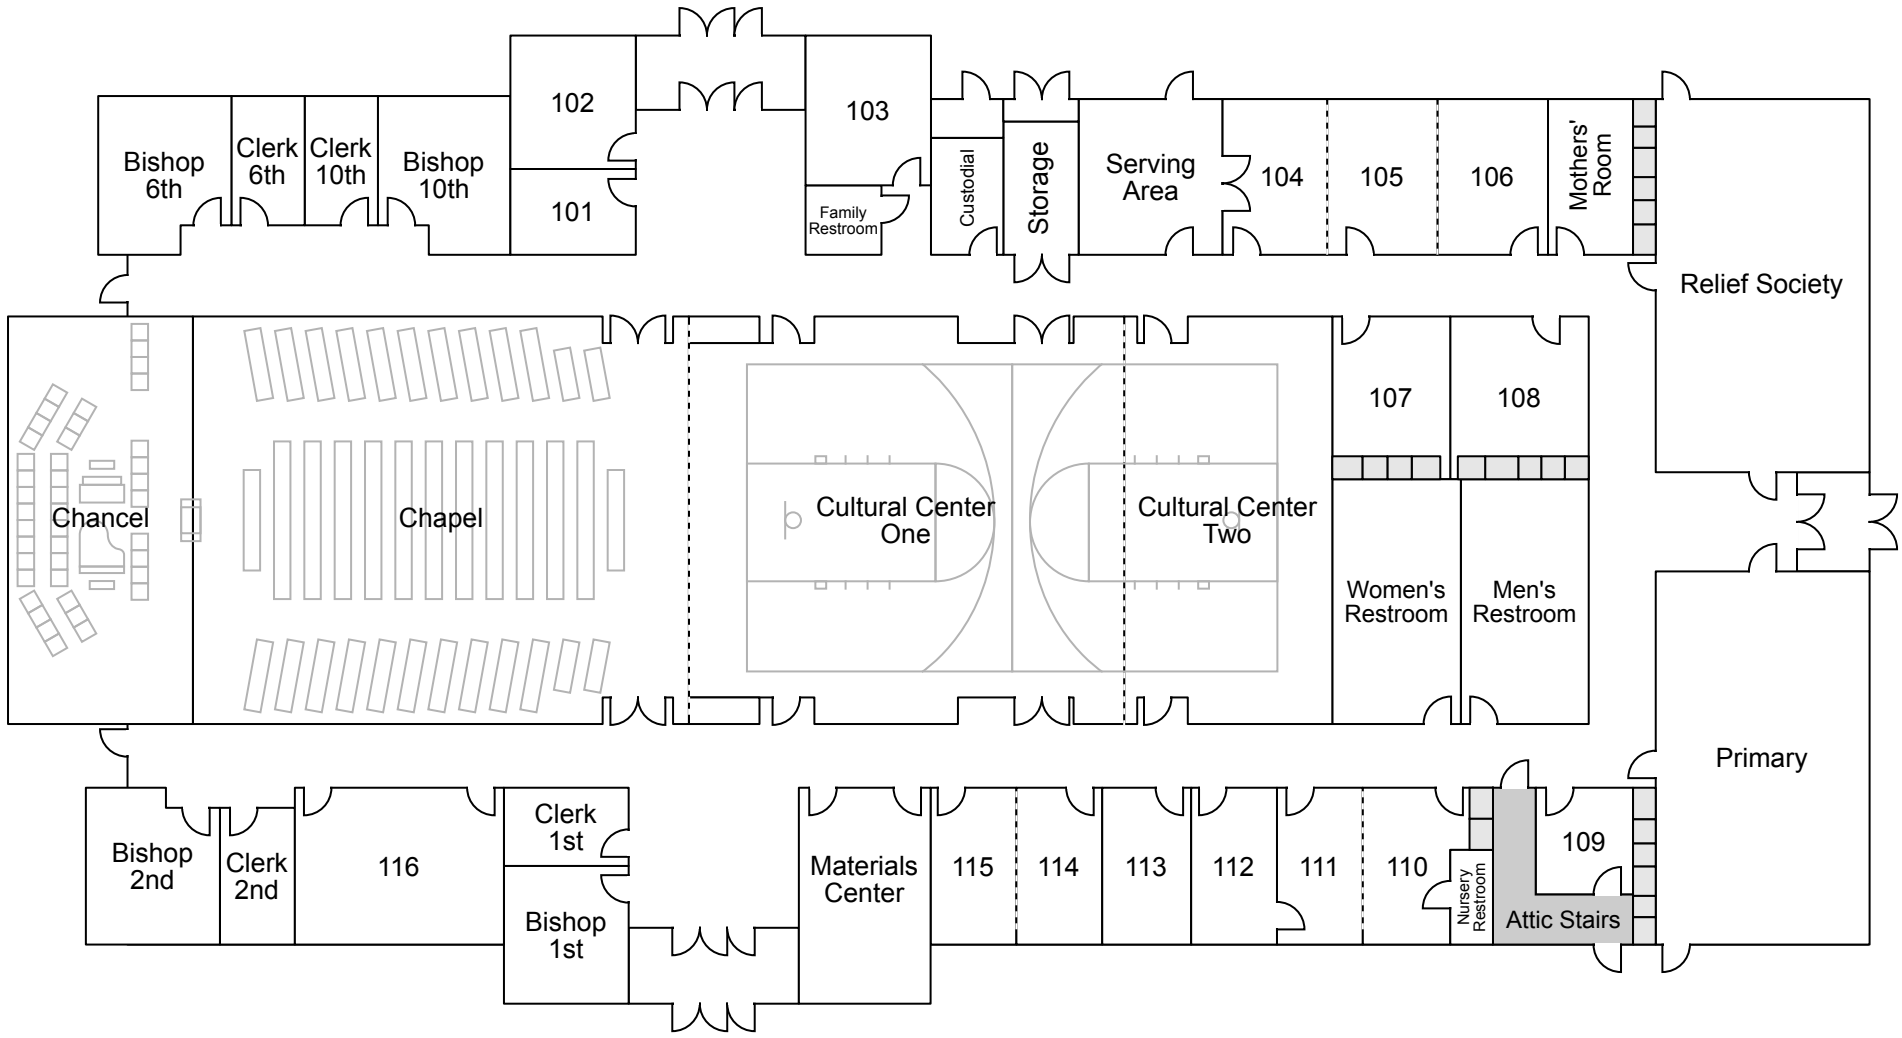 102
103
Bishop
6th
Clerk
6th
Clerk
10th
Bishop
10th
101
Family
Restroom
Custodial
Storage
Serving
Area
104
105
106
Mothers'
Room
Relief Society
107
108
Chancel
Chapel
Cultural Center
One
Cultural Center
Two
Women's
Restroom
Men's
Restroom
Primary
Bishop
2nd
Clerk
2nd
116
Clerk
1st
Bishop
1st
Materials
Center
115
114
113
112
111
110
Nursery
Restroom
109
Attic Stairs